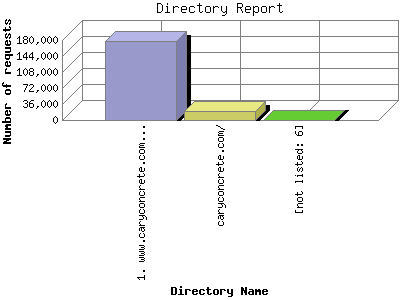 Directory Report
Number of requests
180,000
144,000
108,000
72,000
36,000
0
1. www.caryconcrete.com...
caryconcrete.com/
[not listed: 6]
Directory Name